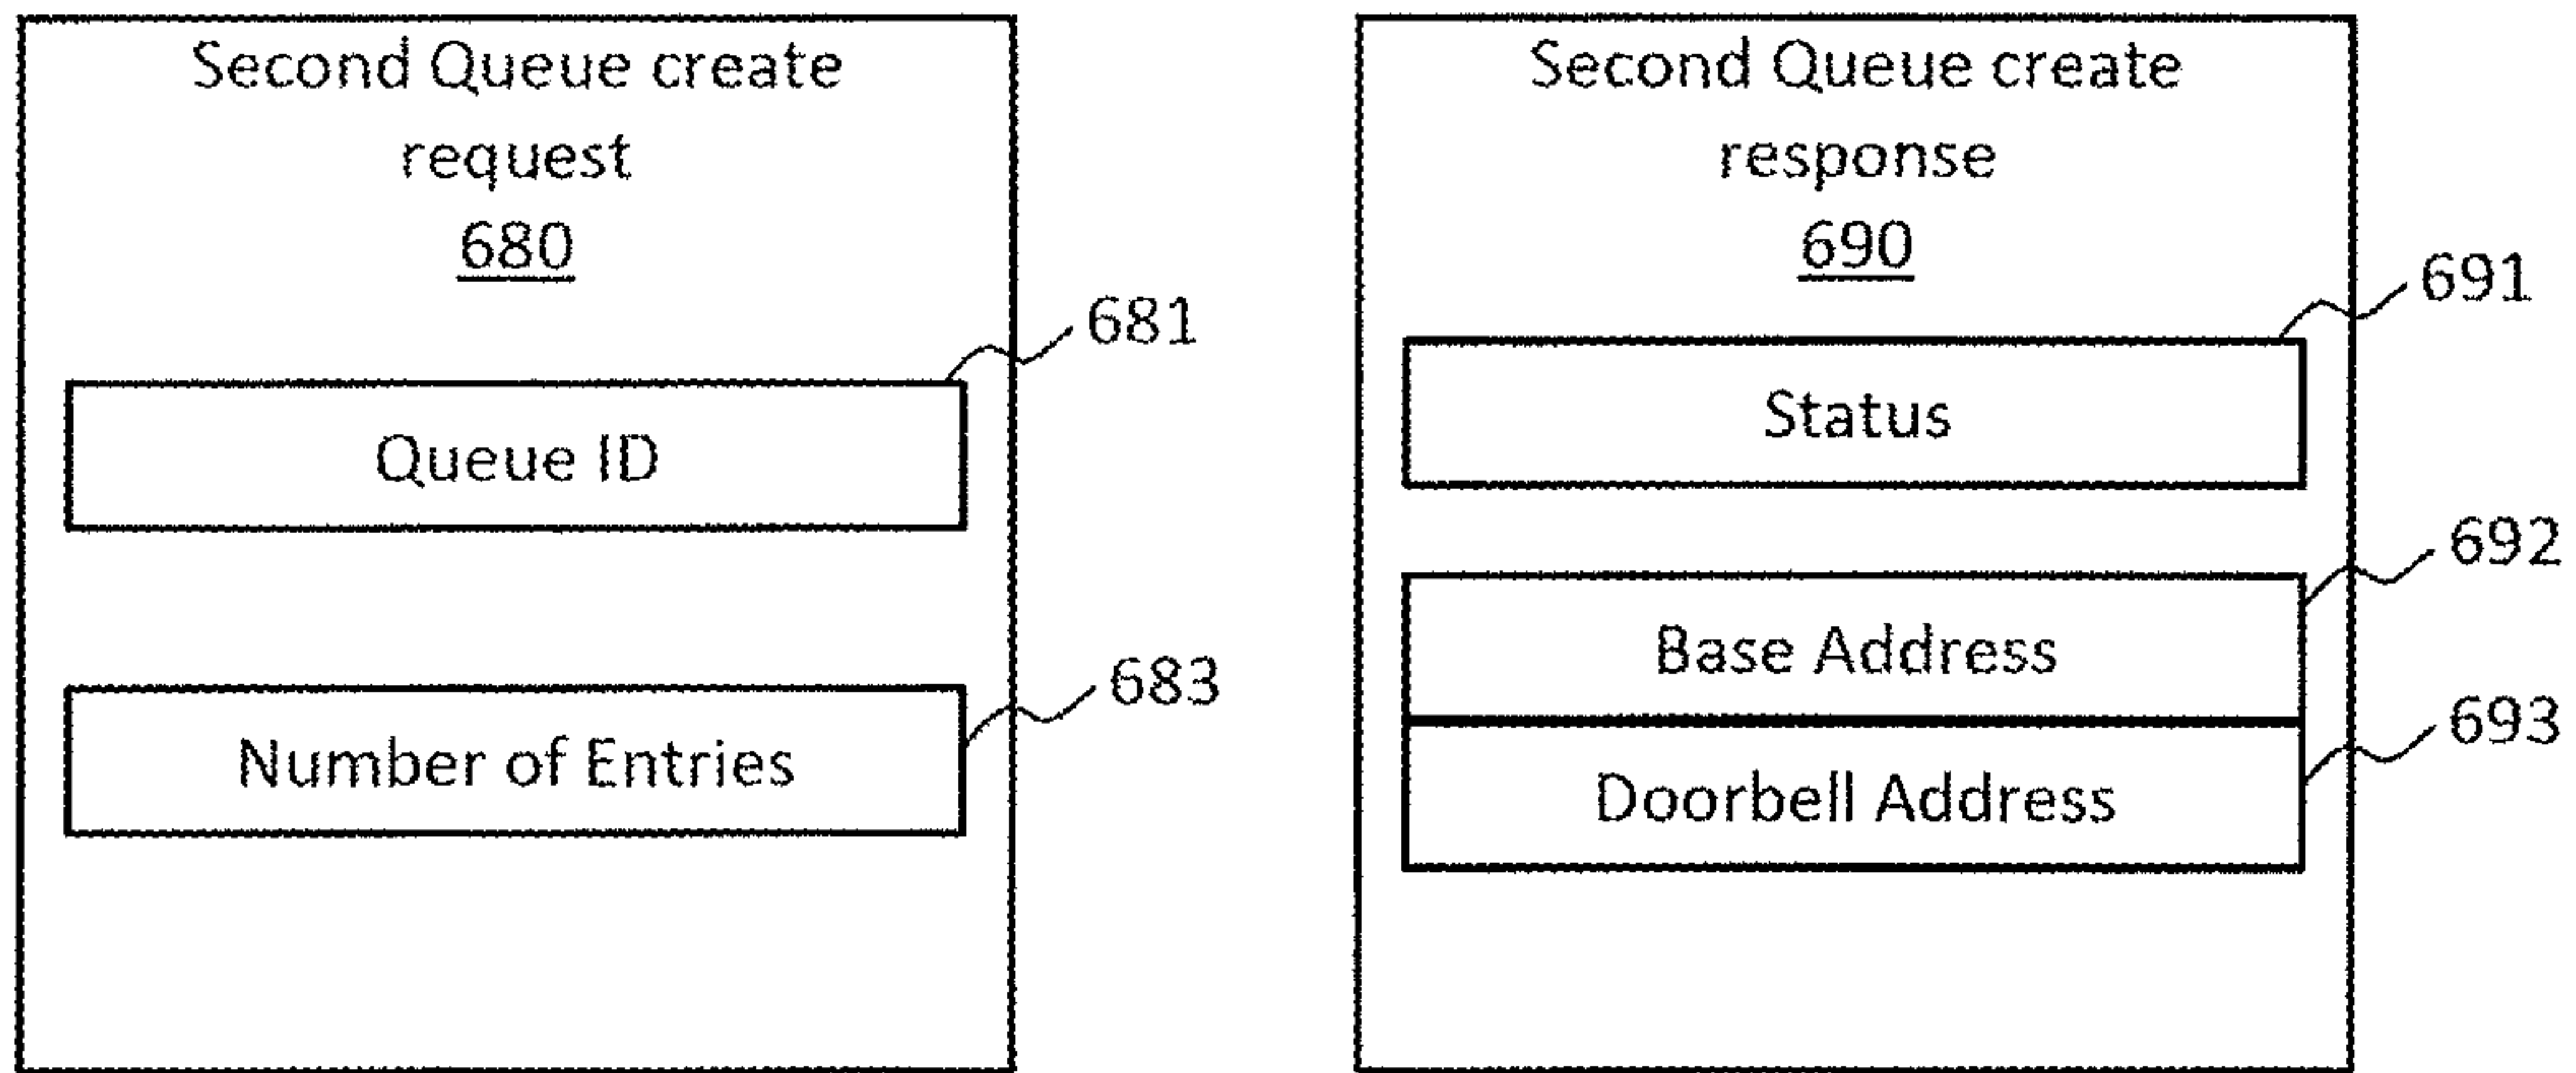 Second Queue create
request
680
681
Queue ID
683
Number of Entries
Second Queue create
response
690
691
Status
692
Base Address
693
Doorbell Address